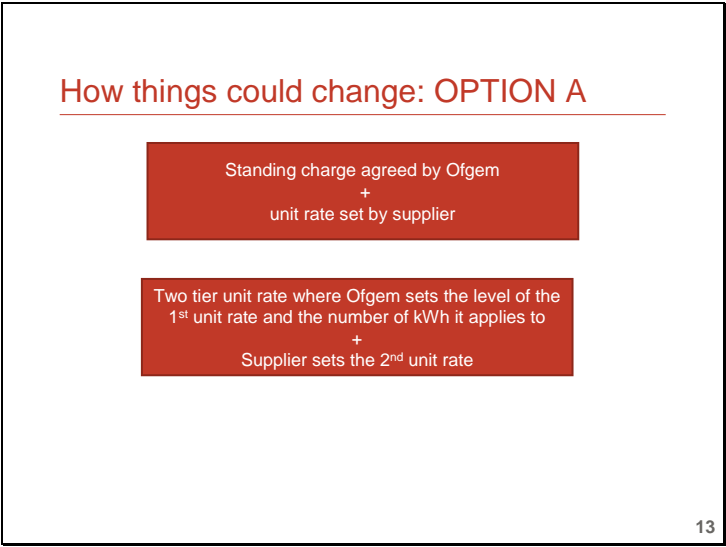 How things could change: OPTION A
Standing charge agreed by Ofgem
+
unit rate set by supplier
Two tier unit rate where Ofgem sets the level of the
1st unit rate and the number of kWh it applies to
+
Supplier sets the 2nd unit rate
13